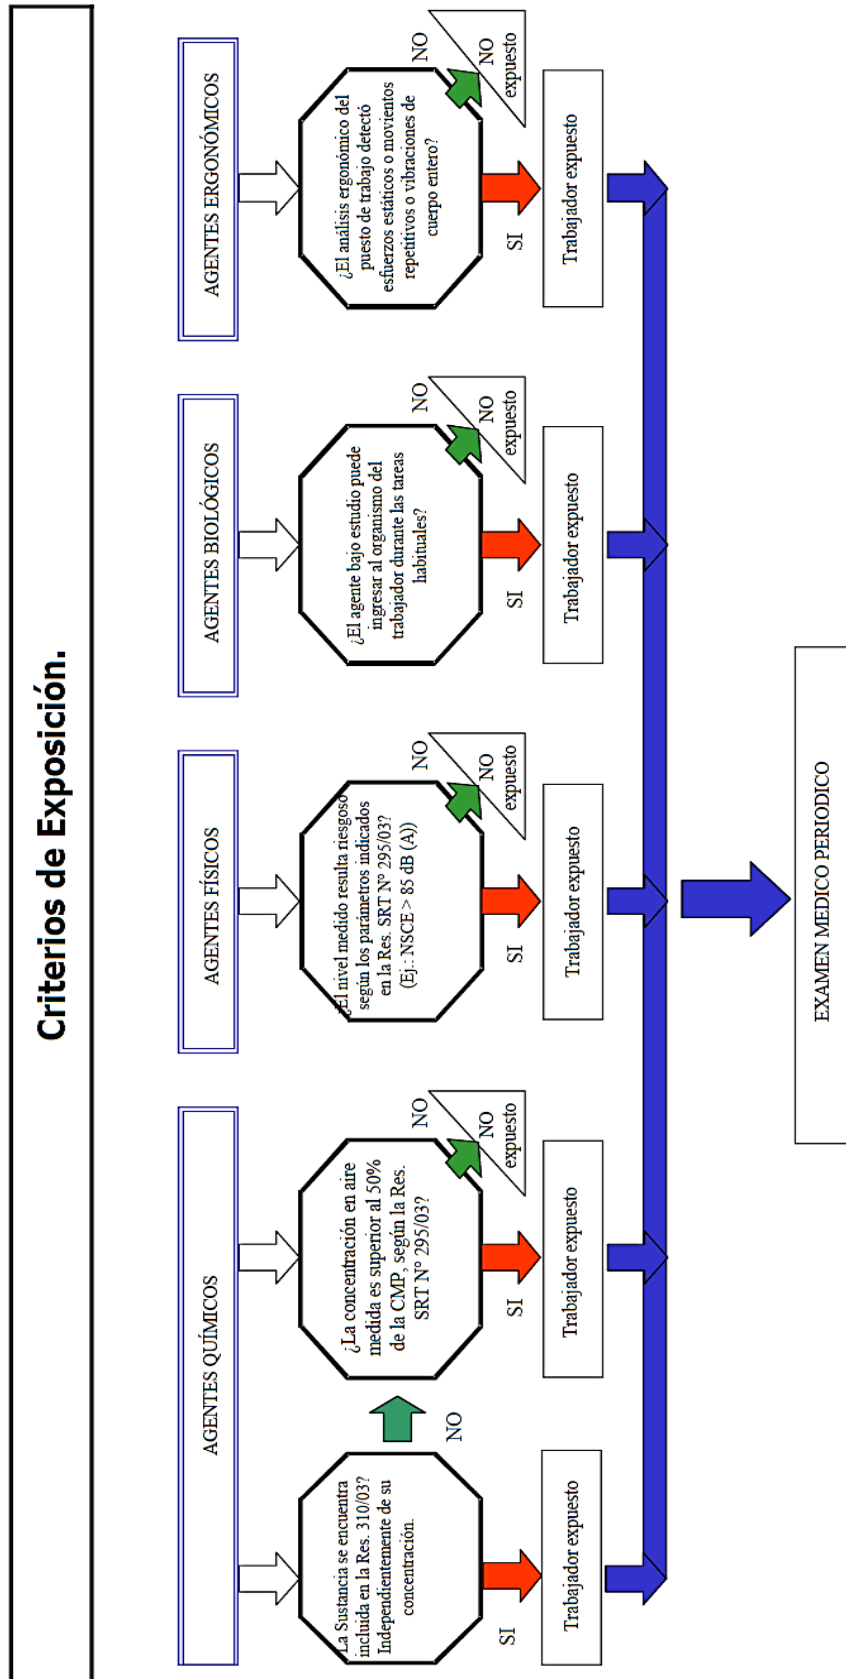 Criterios de Exposición.
AGENTES QUÍMICOS
AGENTES FÍSICOS
AGENTES BIOLÓGICOS
AGENTES ERGONÓMICOS
La Sustancia se encuentra
incluida en la Res. 310/03?
Independientemente de su
concentración.
NO
¿La concentración en aire
medida es superior al 50%
de la CMP, según la Res.
SRT N° 295/03?
NO
NO
expuesto
¿El nivel medido resulta riesgoso
según los parámetros indicados
en la Res. SRT N° 295/03?
(Ej.: NSCE > 85 dB (A))
NO
NO
expuesto
¿El agente bajo estudio puede
ingresar al organismo del
trabajador durante las tareas
habituales?
NO
NO
expuesto
¿El análisis ergonómico del
puesto de trabajo detectó
esfuerzos estáticos o movientos
repetitivos o vibraciones de
cuerpo entero?
NO
NO
expuesto
SI
SI
SI
SI
SI
Trabajador expuesto
Trabajador expuesto
Trabajador expuesto
Trabajador expuesto
Trabajador expuesto
EXAMEN MEDICO PERIODICO